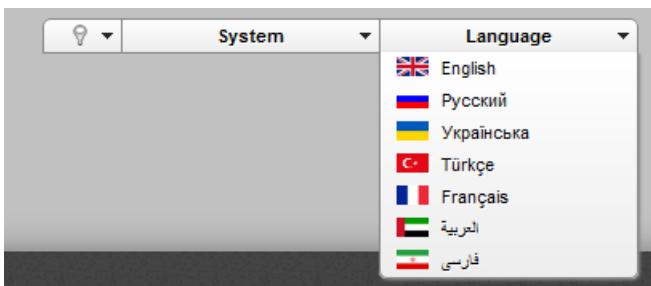 System
Language
English
Русский
Українська
Türkçe
Français
العربية
فارسی